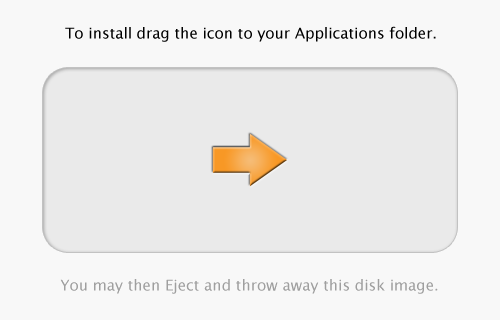 To install drag the icon to your Applications folder.
You may then Eject and throw away this disk image.